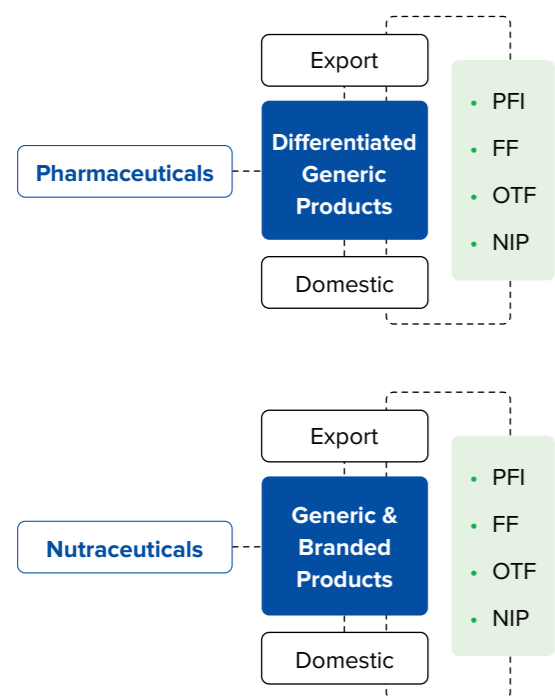 Export
Pharmaceuticals
Differentiated
Generic
Products
Domestic
• PFI
• FF
• OTF
• NIP
Export
Nutraceuticals
Generic &
Branded
Products
Domestic
• PFI
• FF
• OTF
• NIP